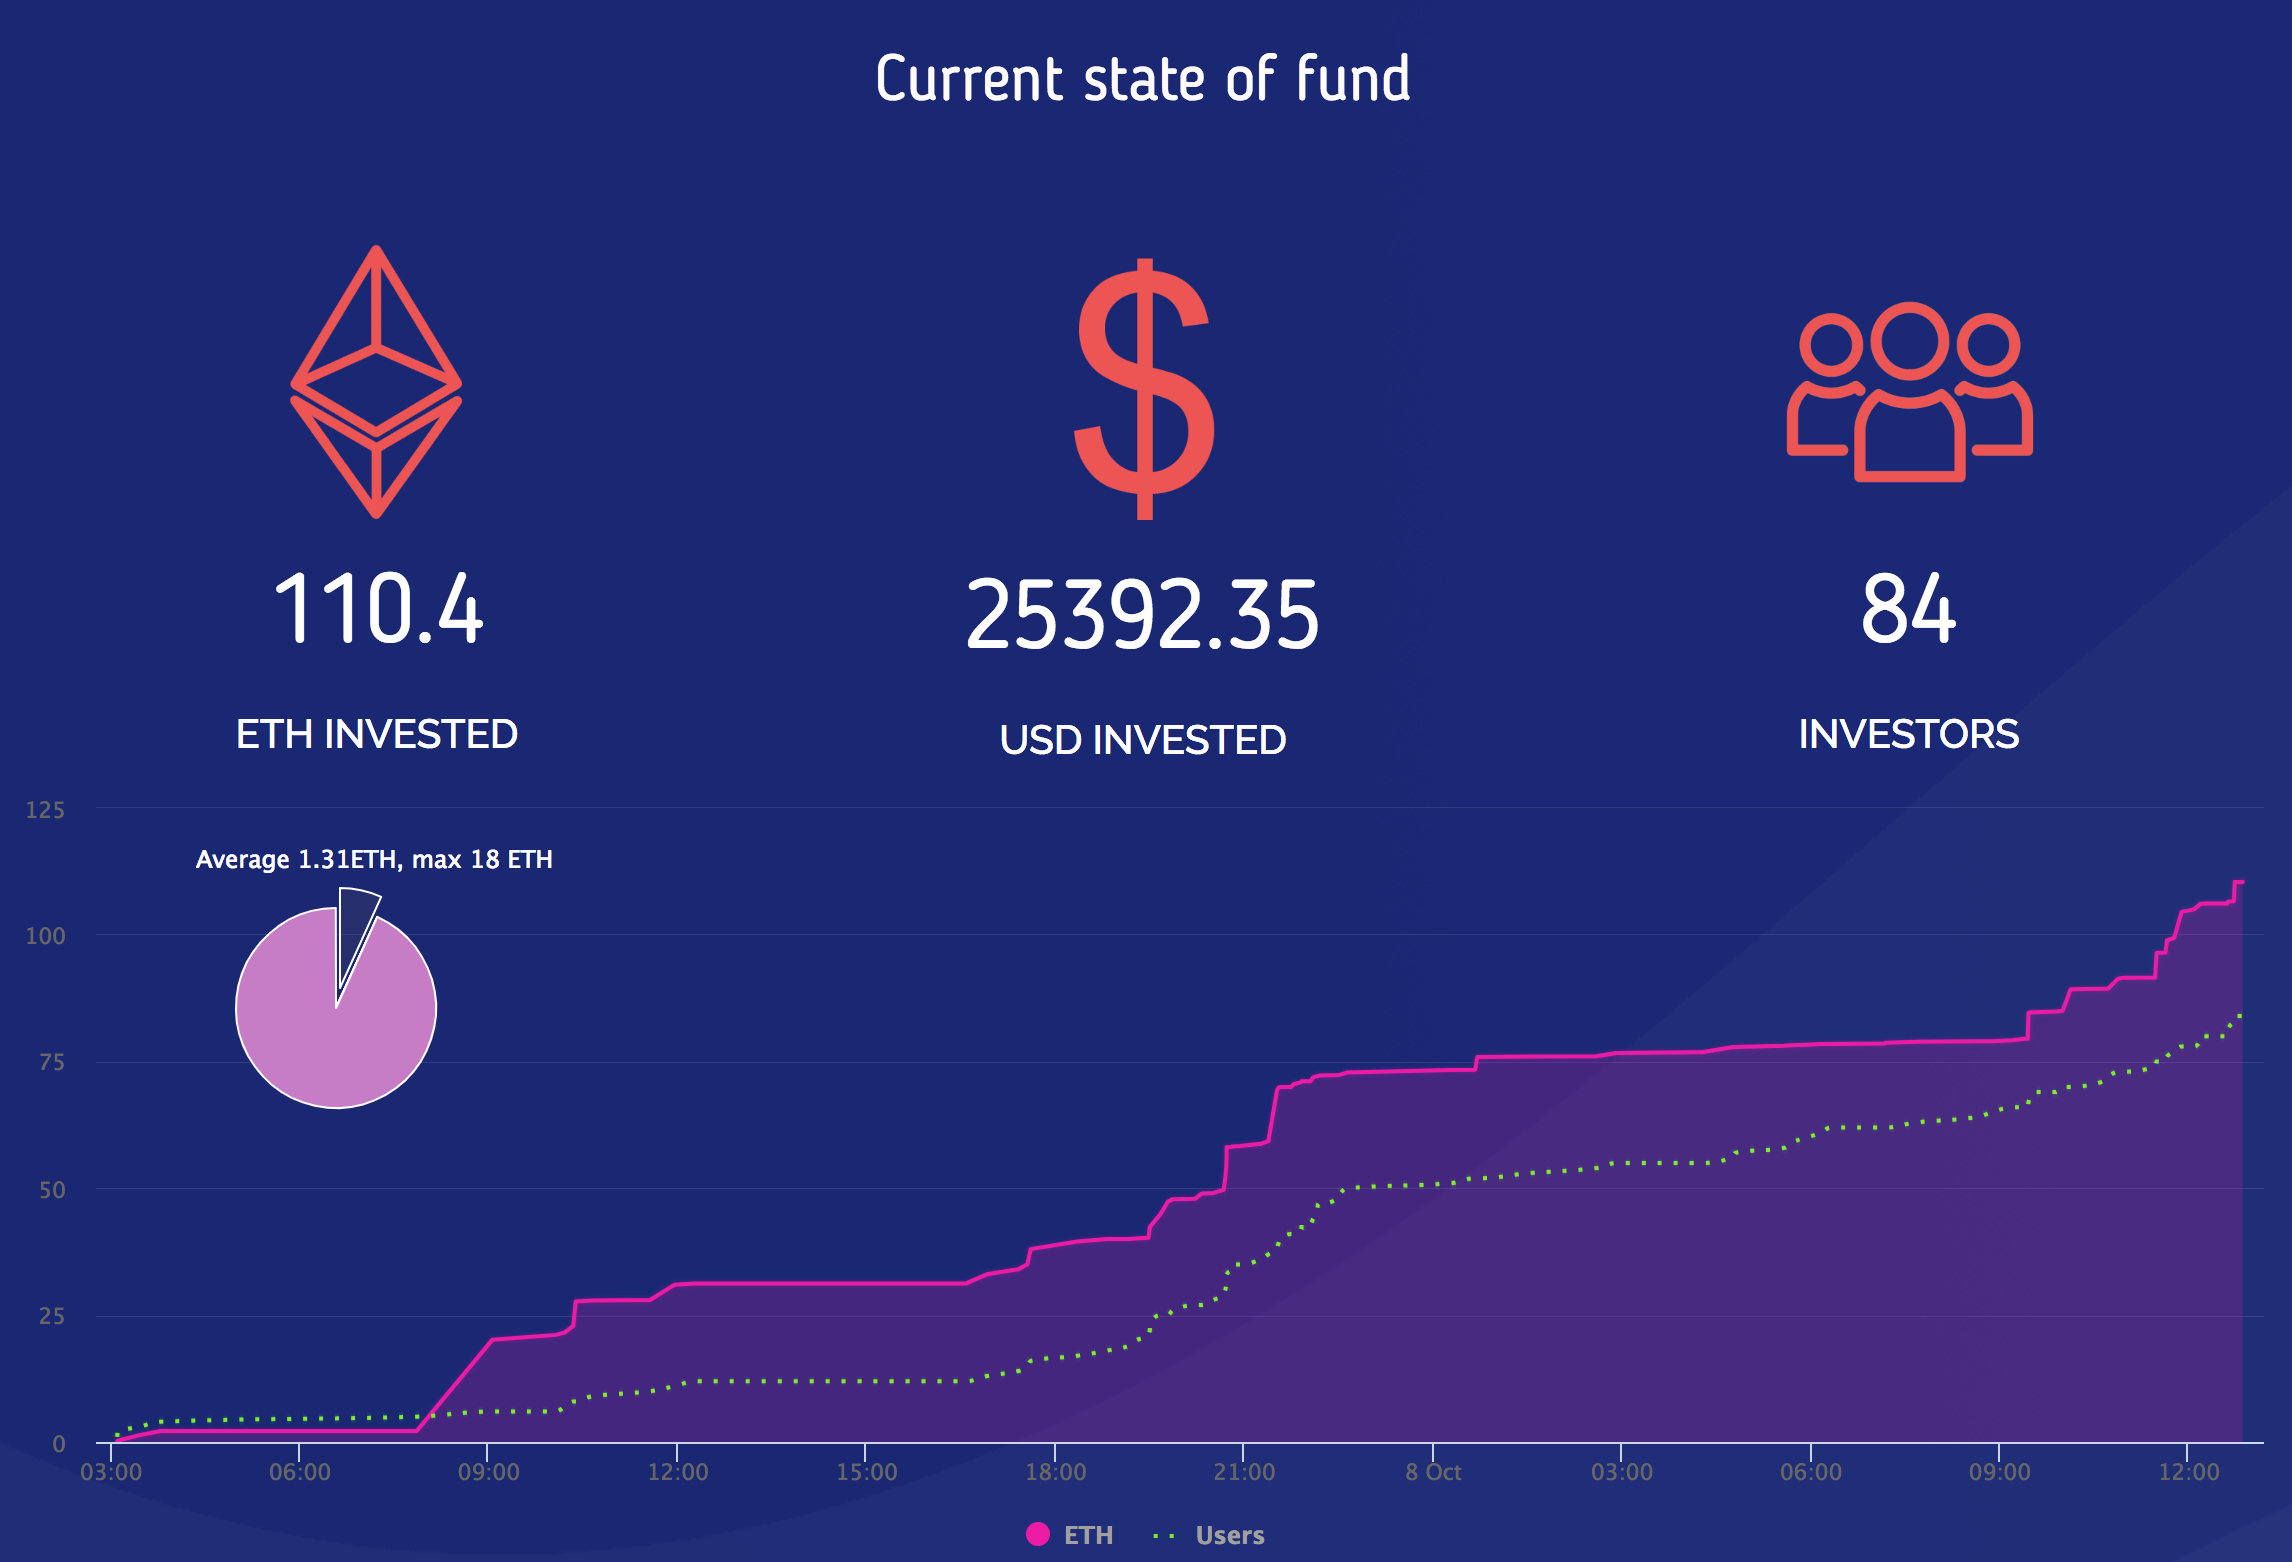 Current state of fund
$
110.4
25392.35
84
ETH INVESTED
USD INVESTED
INVESTORS
125
Average 1.31ETH, max 18 ETH
100
75
50
25
0
03:00 06:00 09:00 12:00 15:00 18:00 21:00 8 Oct 03:00 06:00 09:00 12:00
ETH Users